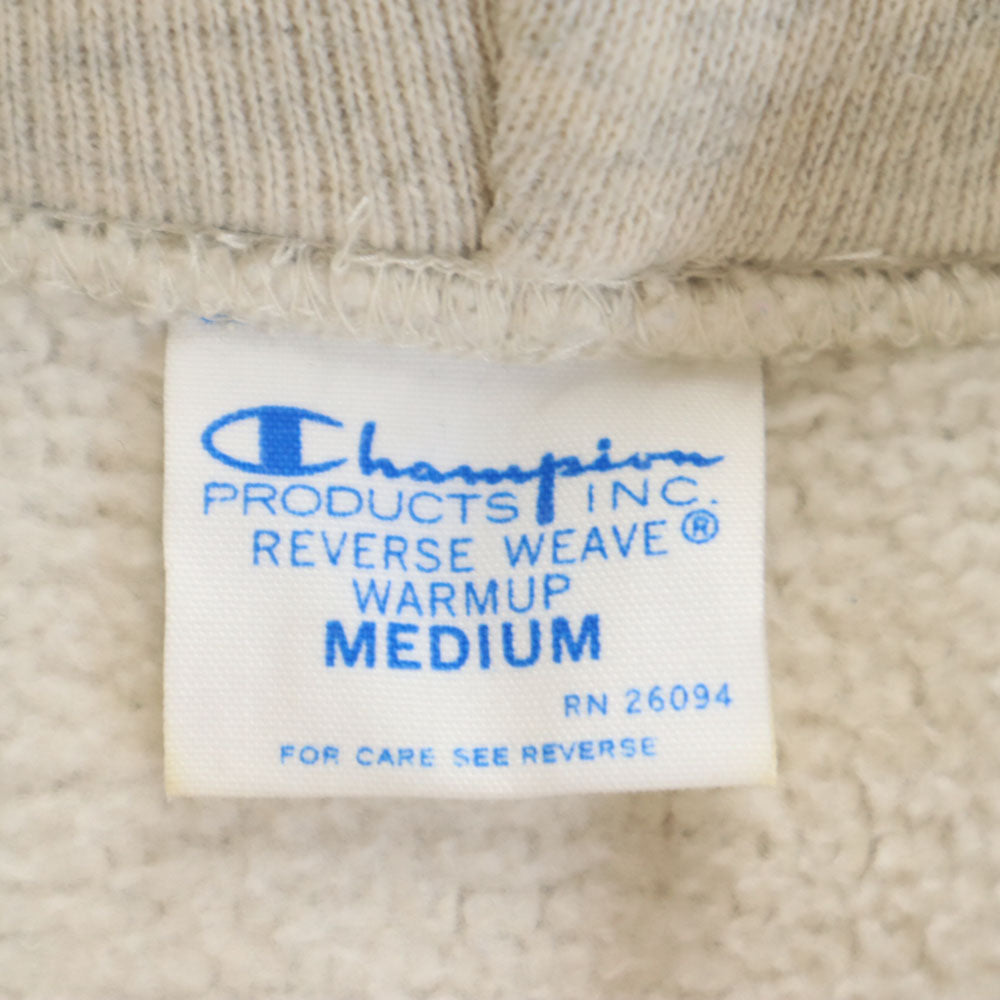 Champion
PRODUCTS INC.
REVERSE WEAVE®
WARMUP
MEDIUM
RN 26094
FOR CARE SEE REVERSE